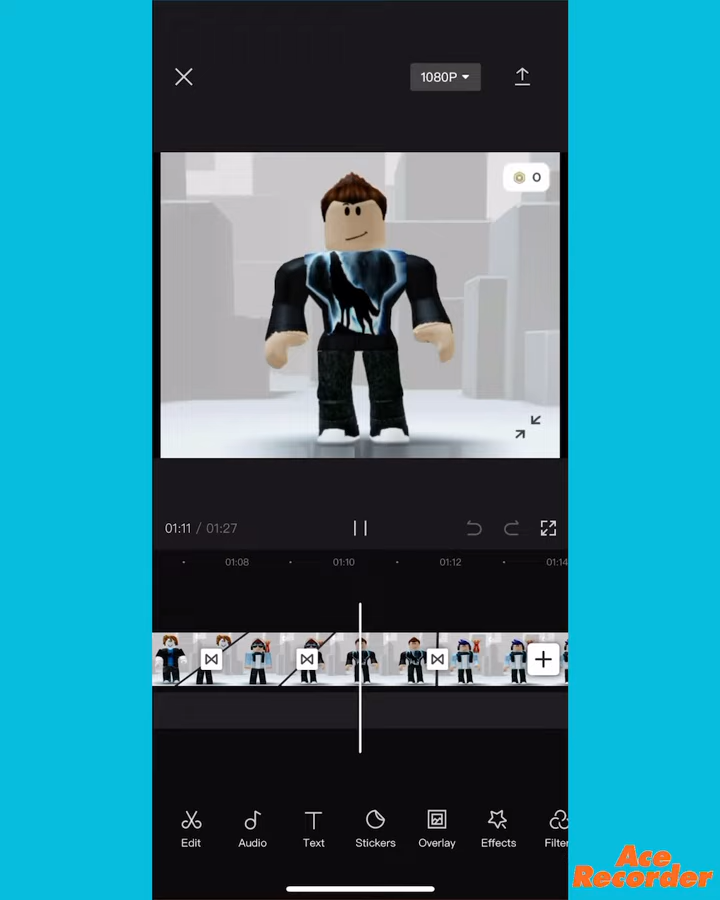 1080P
0
01:11 / 01:27
01:08 01:10 01:12 01:14
Edit Audio Text Stickers Overlay Effects Filter
Ace
Recorder